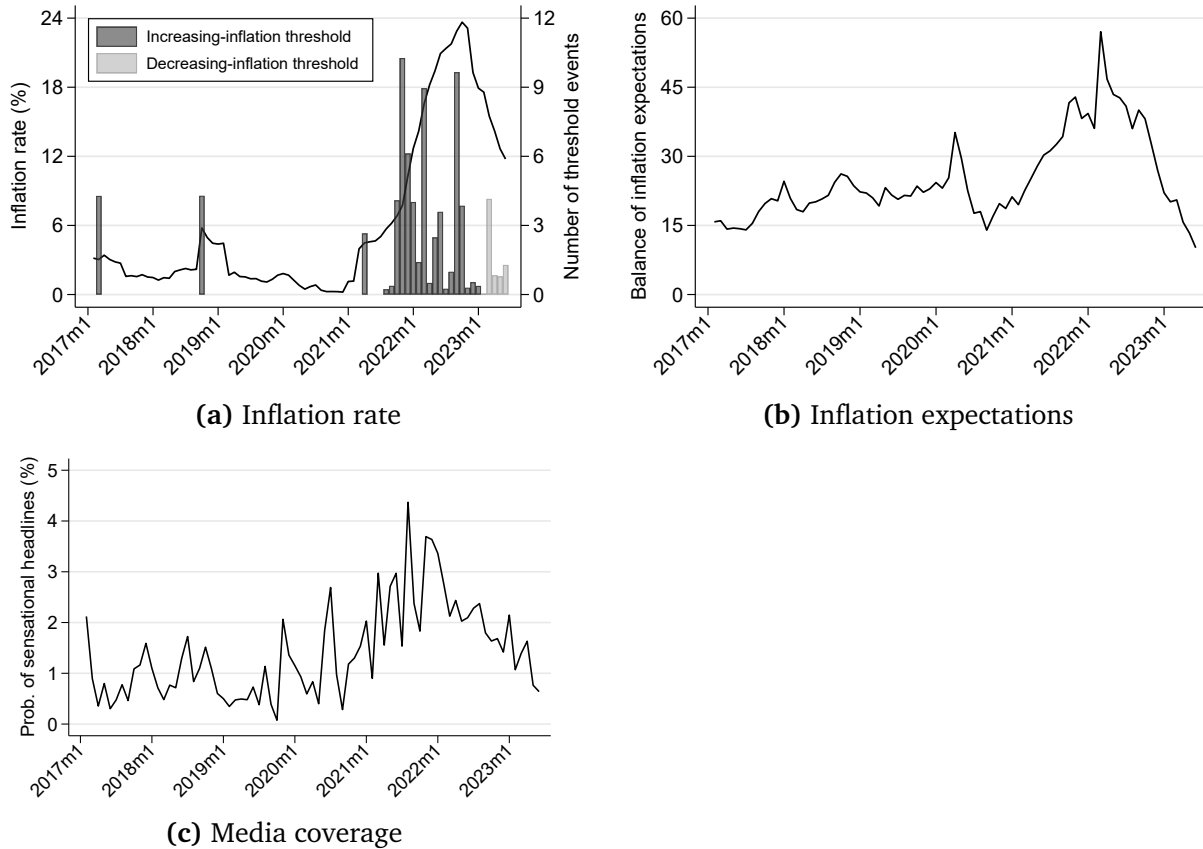 Inflation rate (%)
24
18
12
6
0
Increasing-inflation threshold
Decreasing-inflation threshold
12
9
6
3
0
Number of threshold events
2017m1
2018m1
2019m1
2020m1
2021m1
2022m1
2023m1
(a) Inflation rate
Balance of inflation expectations
60
45
30
15
0
2017m1
2018m1
2019m1
2020m1
2021m1
2022m1
2023m1
(b) Inflation expectations
Prob. of sensational headlines (%)
5
4
3
2
1
0
2017m1
2018m1
2019m1
2020m1
2021m1
2022m1
2023m1
(c) Media coverage